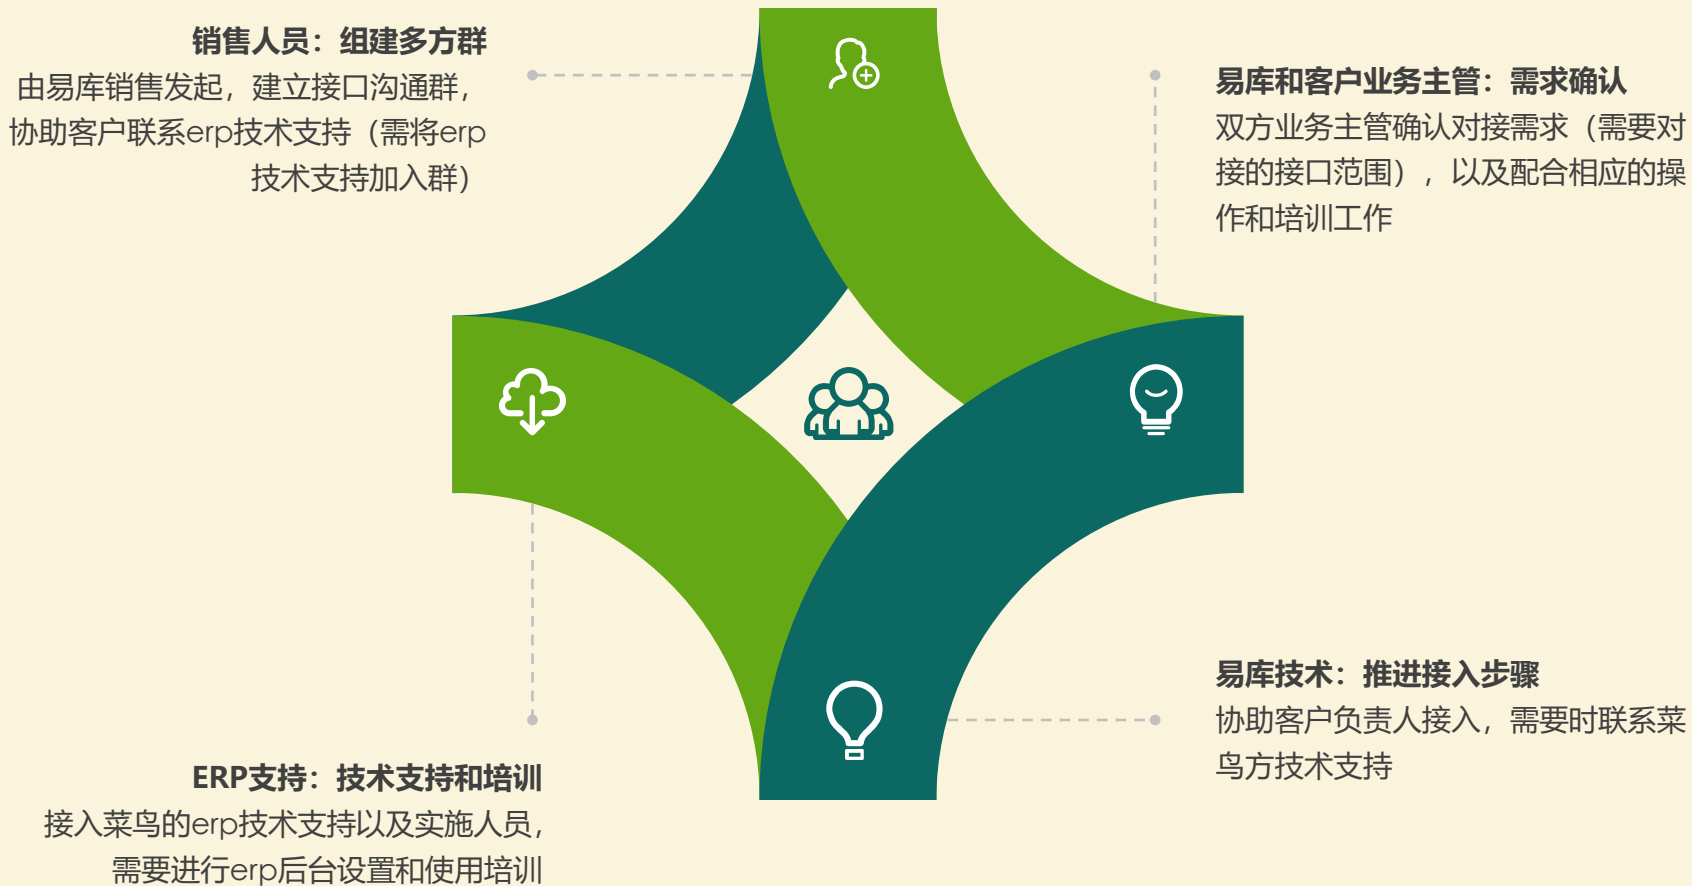 销售人员：组建多方群
由易库销售发起，建立接口沟通群，
协助客户联系erp技术支持（需将erp
技术支持加入群）
易库和客户业务主管：需求确认
双方业务主管确认对接需求（需要对
接的接口范围），以及配合相应的操
作和培训工作
ERP支持：技术支持和培训
接入菜鸟的erp技术支持以及实施人员，
需要进行erp后台设置和使用培训
易库技术：推进接入步骤
协助客户负责人接入，需要时联系菜
鸟方技术支持